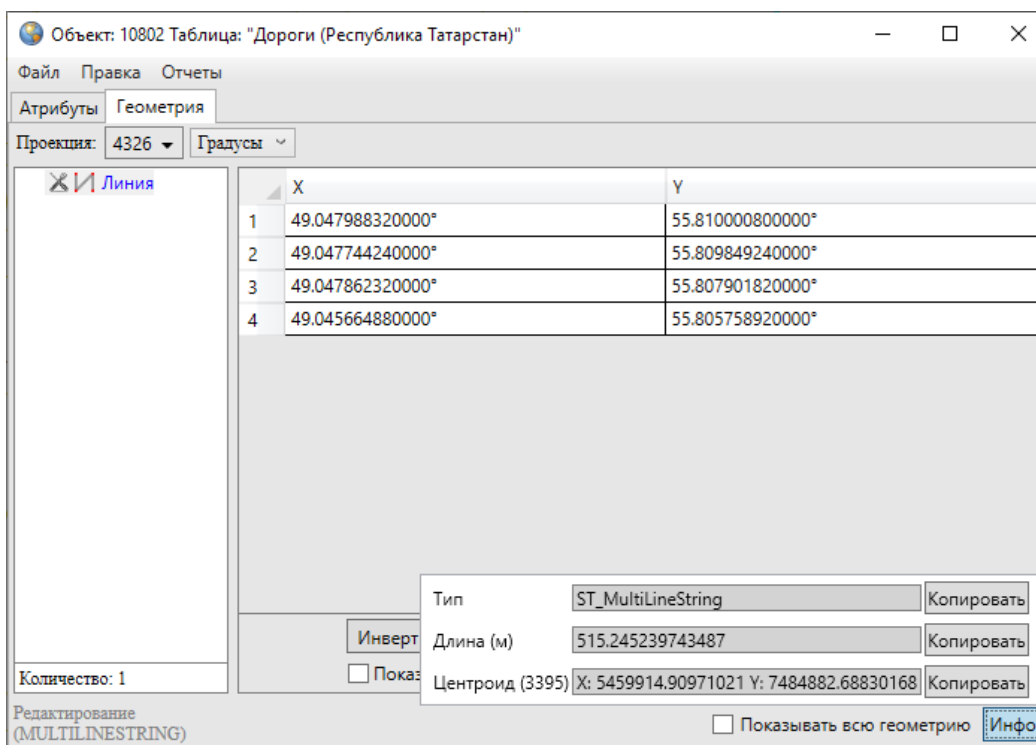 Объект: 10802 Таблица: "Дороги (Республика Татарстан)"
Файл Правка Отчеты
Атрибуты Геометрия
Проекция: 4326 Градусы
Линия
X Y
1 49.047988320000° 55.810000800000°
2 49.047744240000° 55.809849240000°
3 49.047862320000° 55.807901820000°
4 49.045664880000° 55.805758920000°
Тип ST_MultiLineString Копировать
Инверт Длина (м) 515.245239743487 Копировать
Количество: 1 Показ Центроид (3395) X: 5459914.90971021 Y: 7484882.68830168 Копировать
Редактирование
(MULTILINESTRING) Показывать всю геометрию Инфо